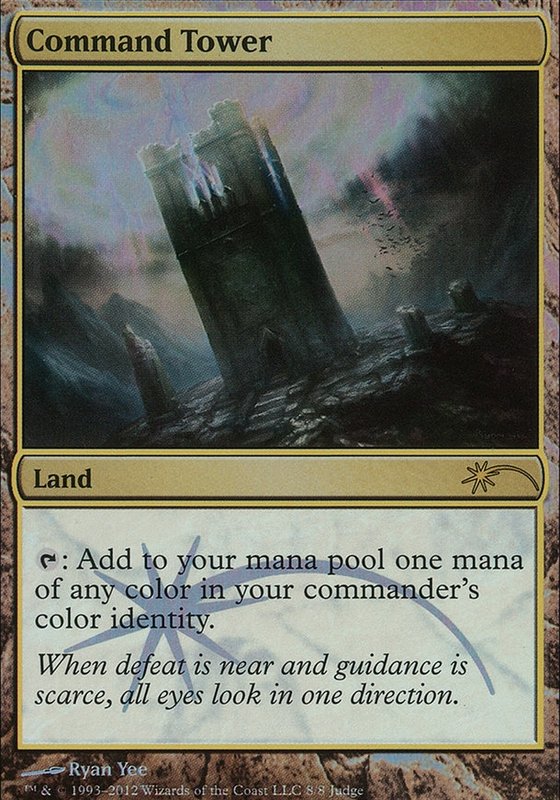 Command Tower
Land
: Add to your mana pool one mana
of any color in your commander's
color identity.
When defeat is near and guidance is
scarce, all eyes look in one direction.
Ryan Yee
™ & © 1993–2012 Wizards of the Coast LLC 8/8 Judge